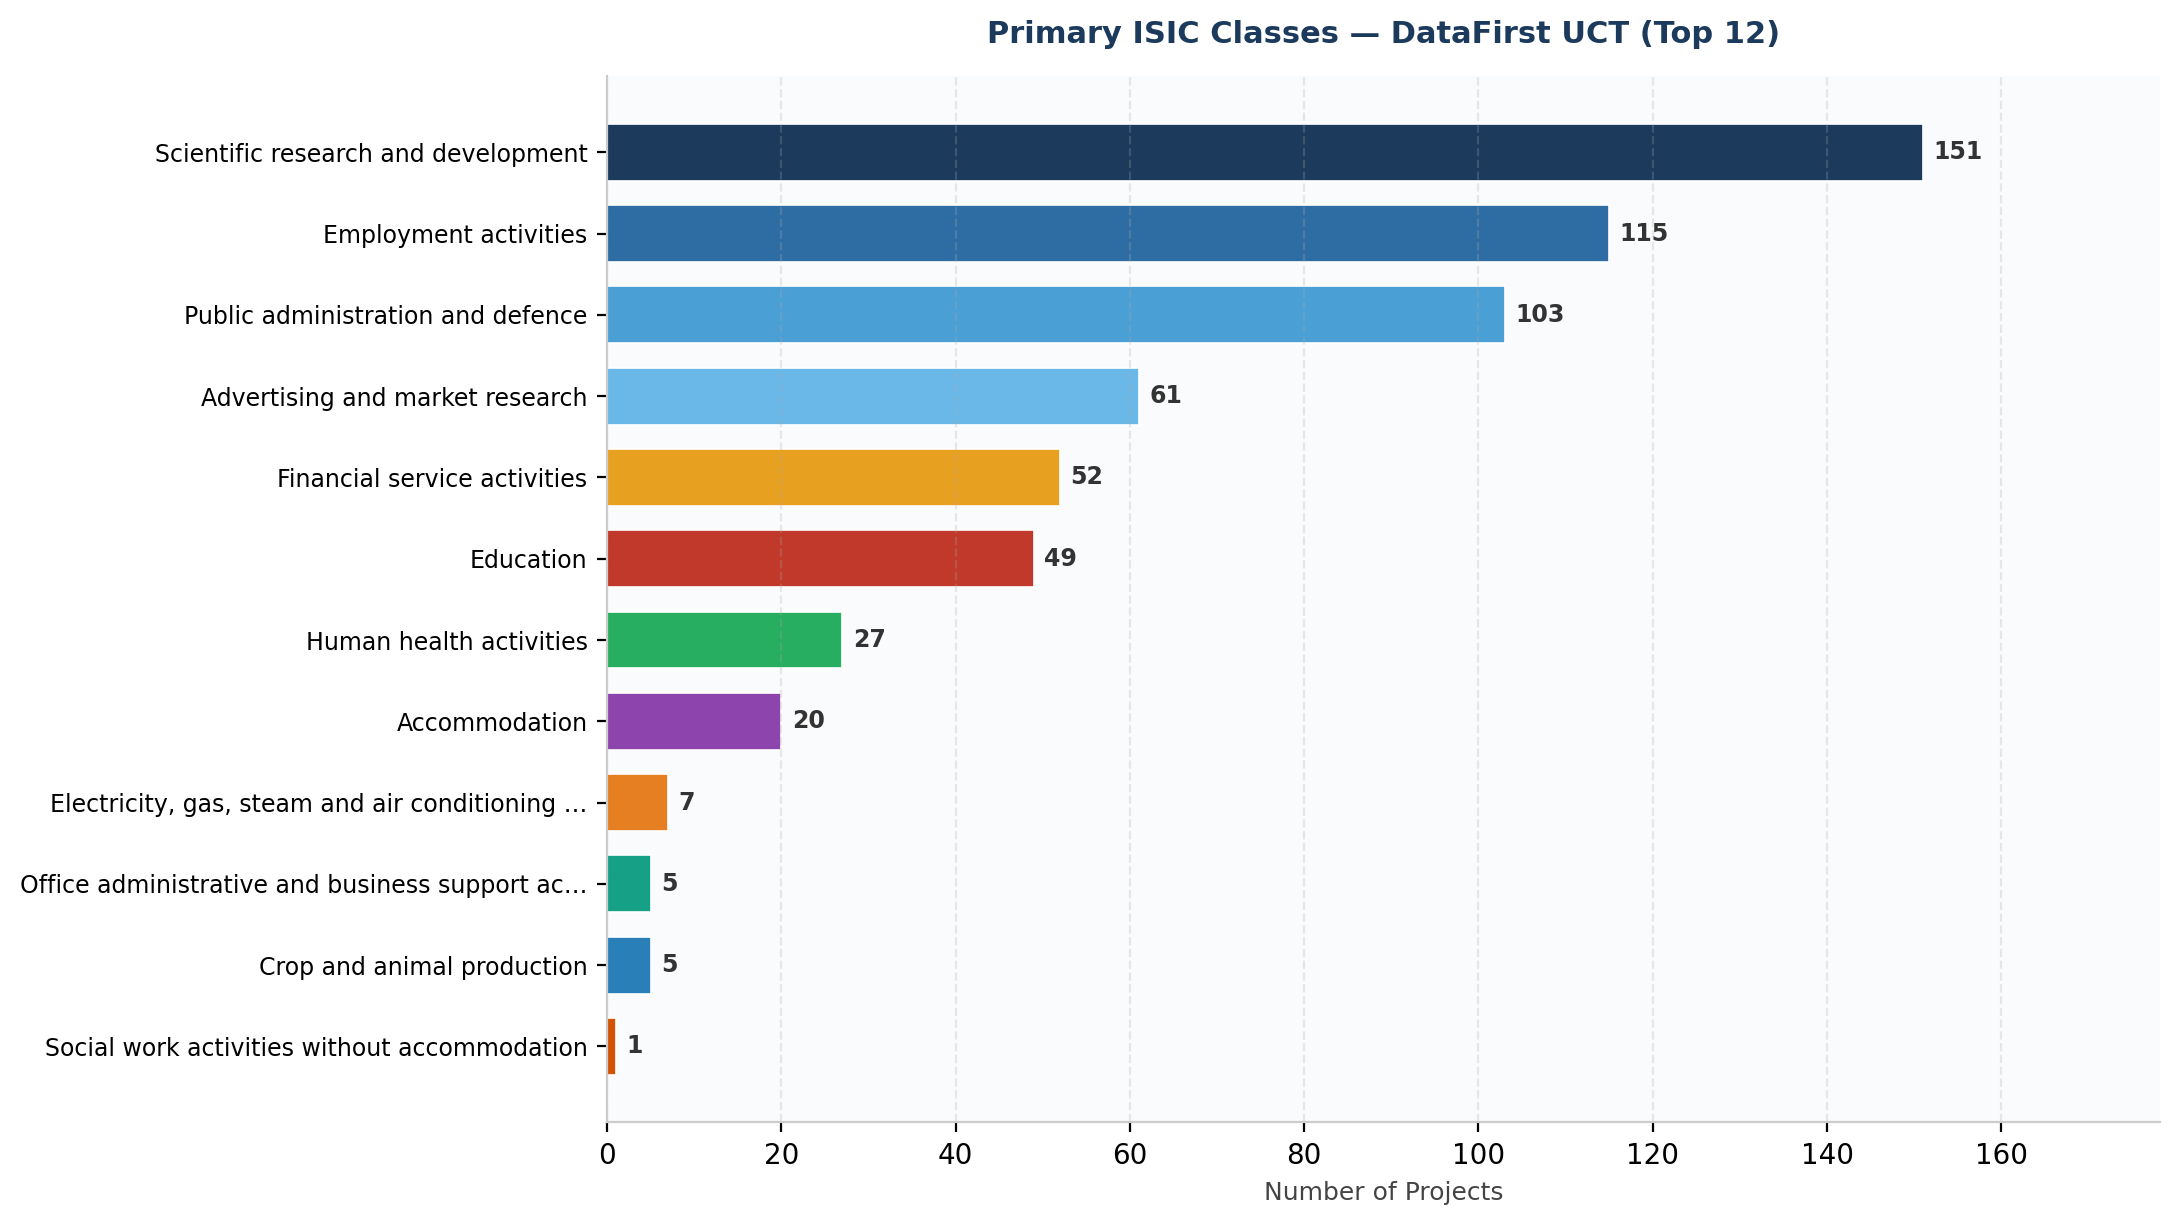 Primary ISIC Classes — DataFirst UCT (Top 12)
Scientific research and development 151
Employment activities 115
Public administration and defence 103
Advertising and market research 61
Financial service activities 52
Education 49
Human health activities 27
Accommodation 20
Electricity, gas, steam and air conditioning ... 7
Office administrative and business support ac... 5
Crop and animal production 5
Social work activities without accommodation 1
0 20 40 60 80 100 120 140 160
Number of Projects